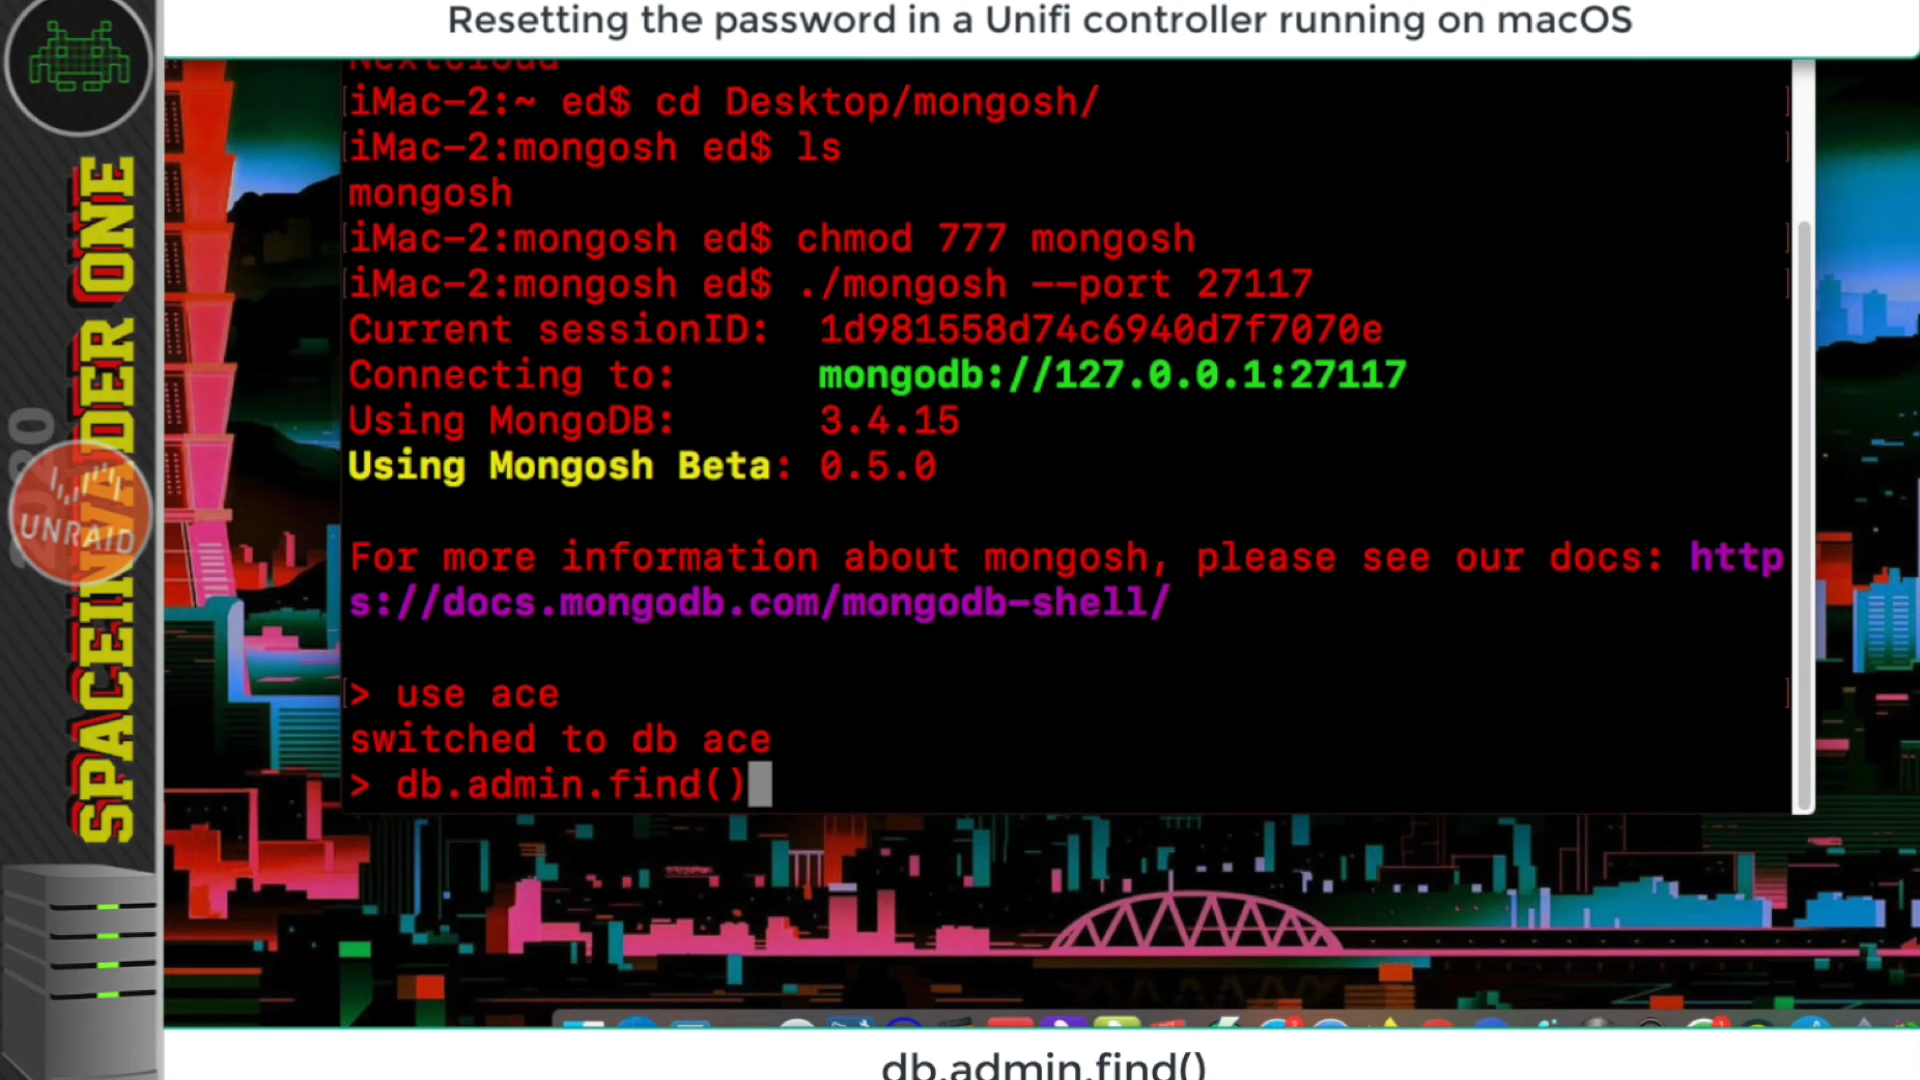 Resetting the password in a Unifi controller running on macOS
Nextcloud
iMac-2:~ ed$ cd Desktop/mongosh/
iMac-2:mongosh ed$ ls
mongosh
iMac-2:mongosh ed$ chmod 777 mongosh
iMac-2:mongosh ed$ ./mongosh --port 27117
Current sessionID: 1d981558d74c6940d7f7070e
Connecting to: mongodb://127.0.0.1:27117
Using MongoDB: 3.4.15
Using Mongosh Beta: 0.5.0
For more information about mongosh, please see our docs: http
s://docs.mongodb.com/mongodb-shell/
> use ace
switched to db ace
> db.admin.find()
db.admin.find()
SPACEINVADER ONE
UNRAID